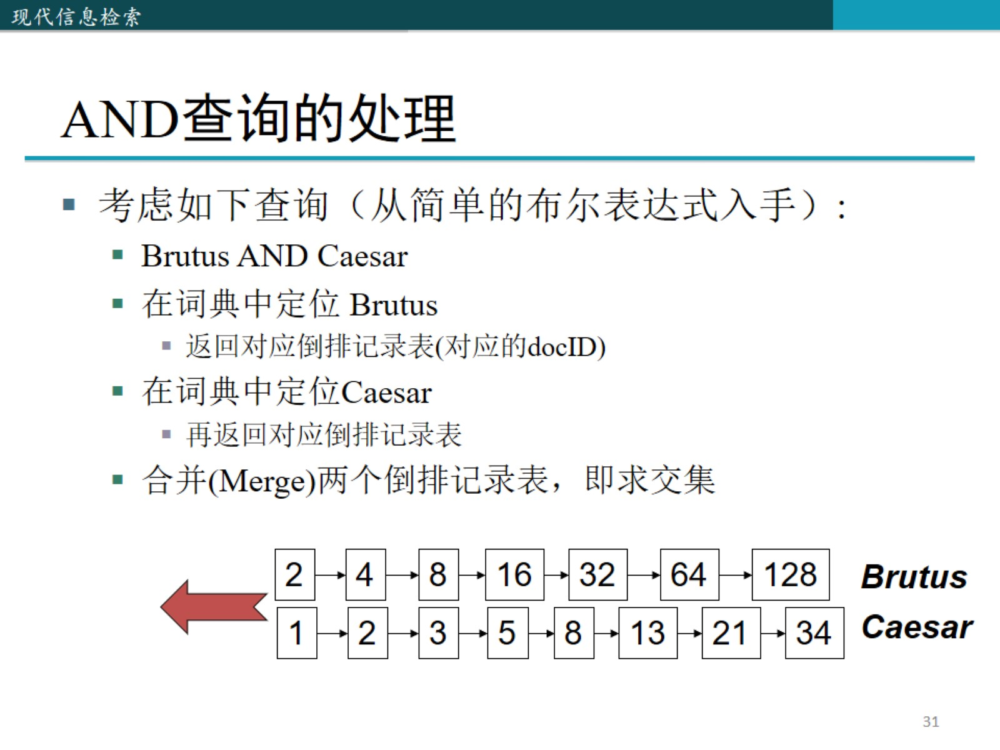 现代信息检索
AND查询的处理
考虑如下查询（从简单的布尔表达式入手）:
Brutus AND Caesar
在词典中定位 Brutus
返回对应倒排记录表(对应的docID)
在词典中定位Caesar
再返回对应倒排记录表
合并(Merge)两个倒排记录表，即求交集
2 4 8 16 32 64 128 Brutus
1 2 3 5 8 13 21 34 Caesar
31